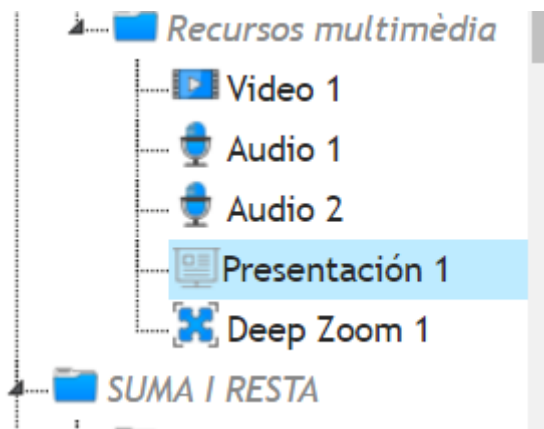 Recursos multimèdia
Video 1
Audio 1
Audio 2
Presentación 1
Deep Zoom 1
SUMA I RESTA